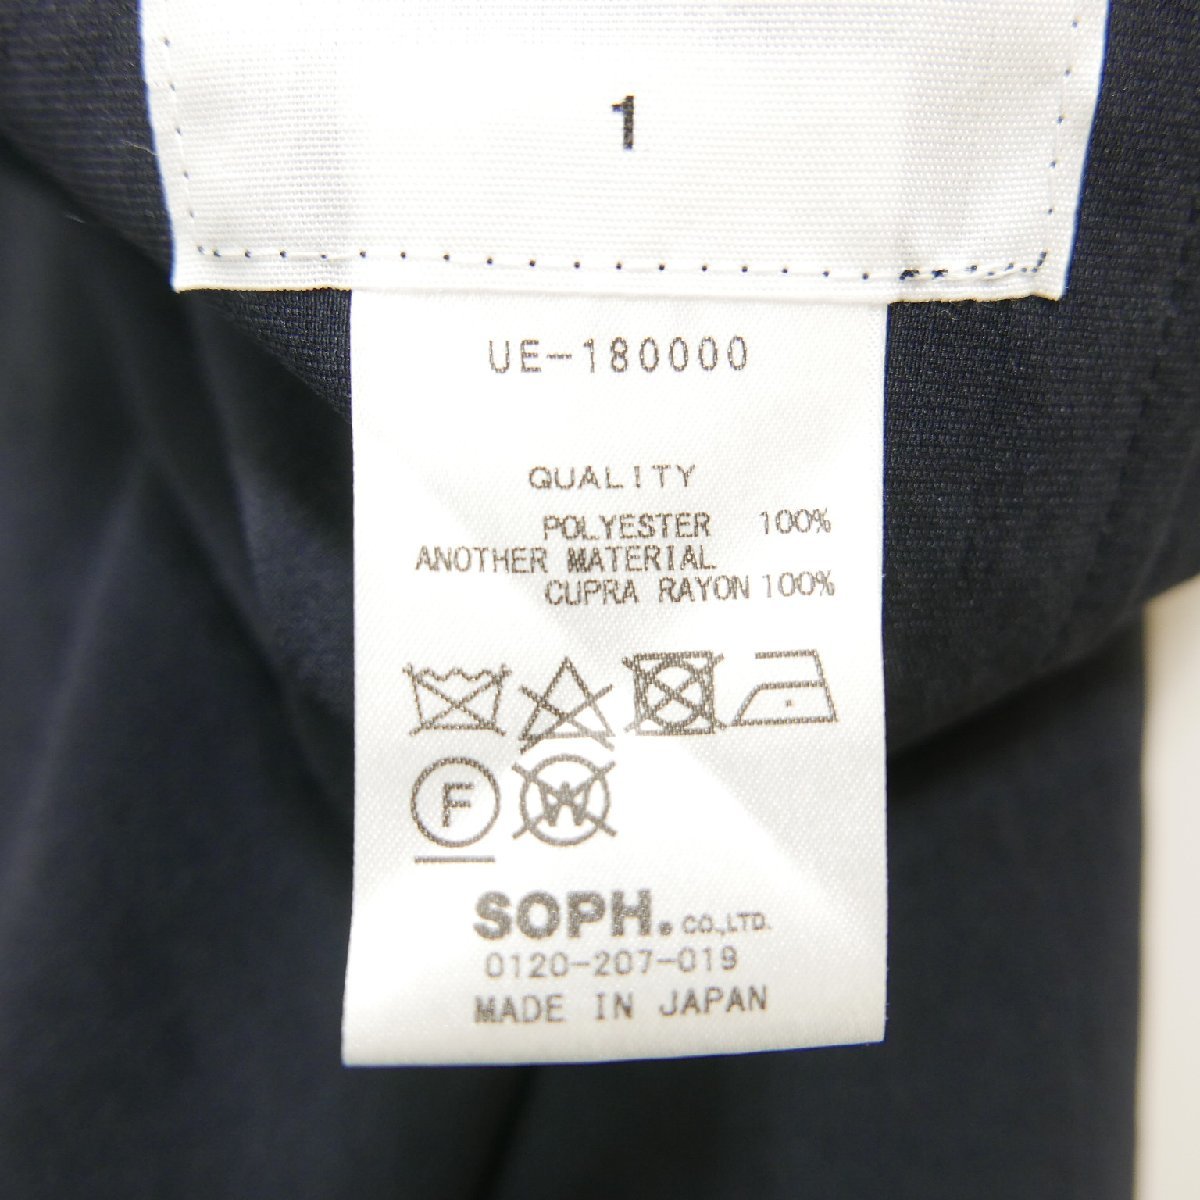 1
UE-180000
QUALITY
POLYESTER 100%
ANOTHER MATERIAL
CUPRA RAYON 100%
F W
SOPH. CO.,LTD.
0120-207-019
MADE IN JAPAN